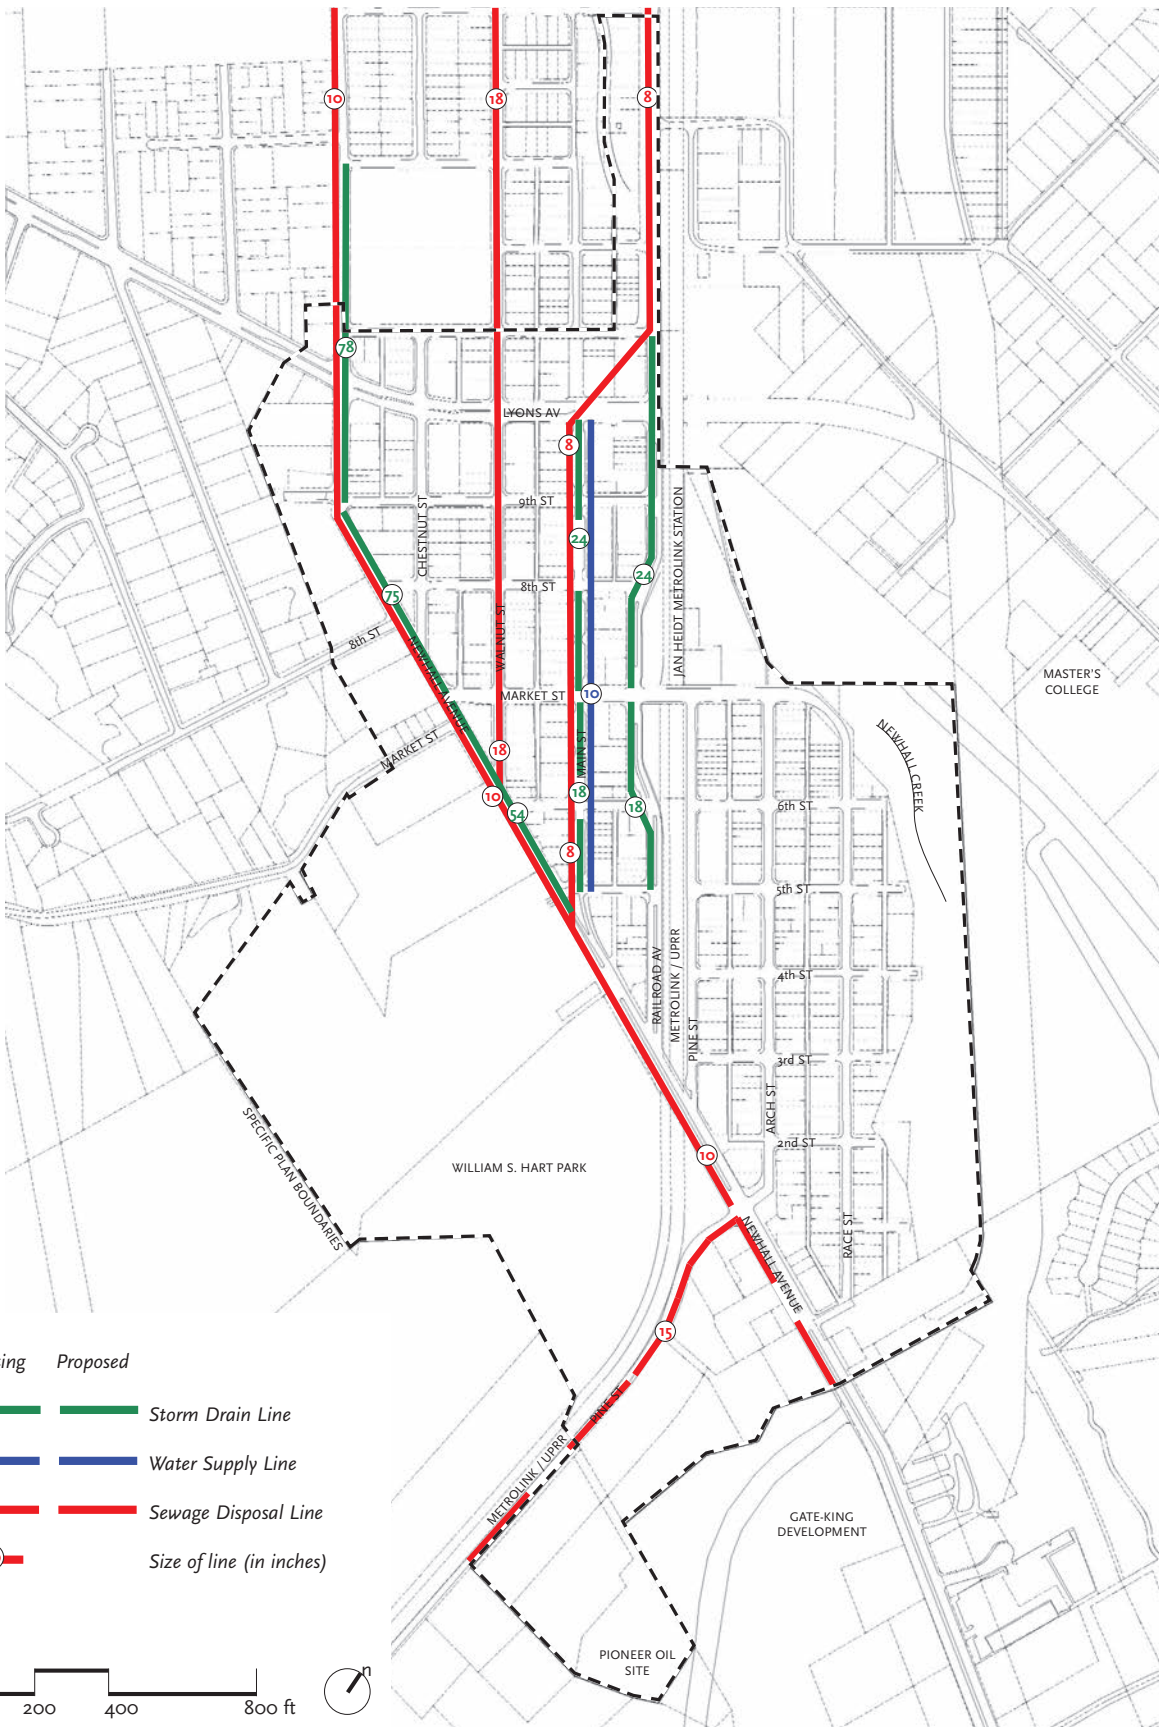 10
18
8
78
LYONS AV
8
9th ST
CHESTNUT ST
24
JAN HEIDT METROLINK STATION
24
8th ST
75
8th ST
WALNUT ST
NEWHALL AVENUE
MARKET ST
10
MASTER'S
COLLEGE
MARKET ST
MAIN ST
NEWHALL CREEK
18
10
18
54
18
6th ST
8
5th ST
RAILROAD AV
METROLINK / UPRR
PINE ST
4th ST
3rd ST
ARCH ST
2nd ST
10
SPECIFIC PLAN BOUNDARIES
WILLIAM S. HART PARK
NEWHALL AVENUE
RACE ST
15
PINE ST
METROLINK / UPRR
GATE-KING
DEVELOPMENT
PIONEER OIL
SITE
Proposed
Storm Drain Line
Water Supply Line
Sewage Disposal Line
Size of line (in inches)
n
200 400 800 ft